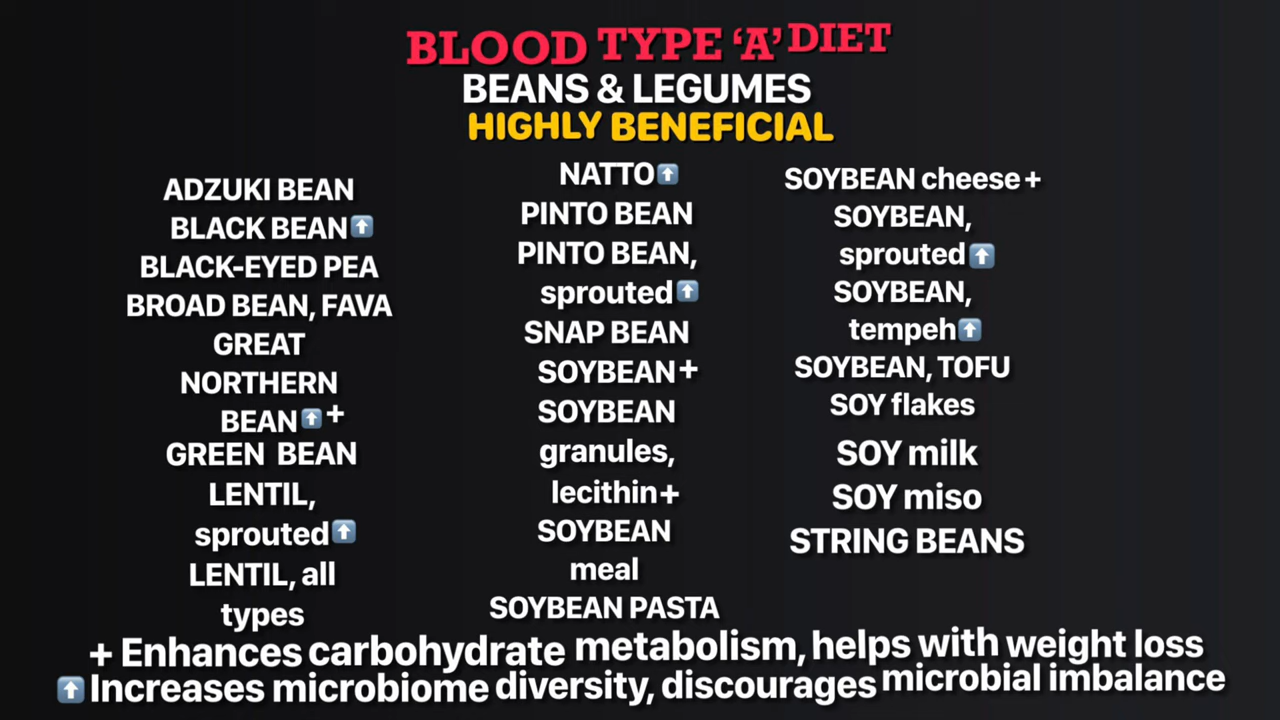 BLOOD TYPE ‘A’ DIET
BEANS & LEGUMES
HIGHLY BENEFICIAL
ADZUKI BEAN
BLACK BEAN⬆️
BLACK-EYED PEA
BROAD BEAN, FAVA
GREAT
NORTHERN
BEAN⬆️+
GREEN BEAN
LENTIL,
sprouted⬆️
LENTIL, all
types
NATTO⬆️
PINTO BEAN
PINTO BEAN,
sprouted⬆️
SNAP BEAN
SOYBEAN+
SOYBEAN
granules,
lecithin+
SOYBEAN
meal
SOYBEAN PASTA
SOYBEAN cheese+
SOYBEAN,
sprouted⬆️
SOYBEAN,
tempeh⬆️
SOYBEAN, TOFU
SOY flakes
SOY milk
SOY miso
STRING BEANS
+ Enhances carbohydrate metabolism, helps with weight loss
⬆️Increases microbiome diversity, discourages microbial imbalance